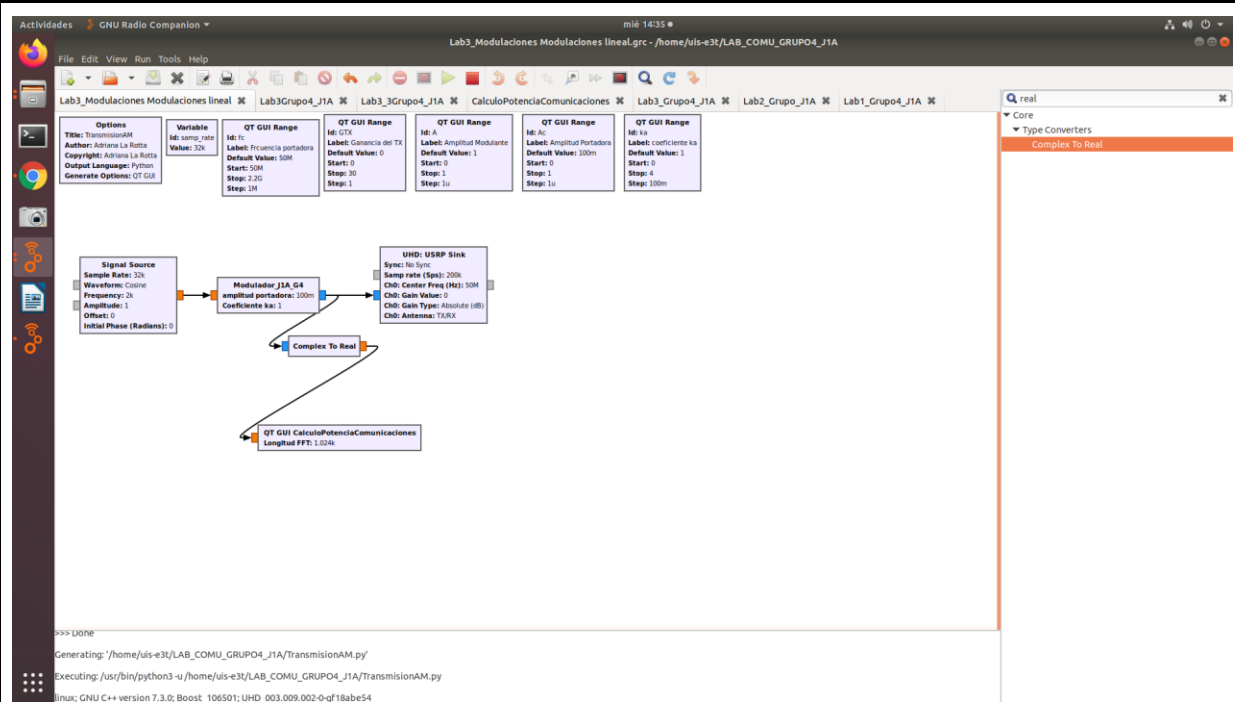 Actividades
GNU Radio Companion
mié 14:35
Lab3_Modulaciones Modulaciones lineal.grc - /home/uis-e3t/LAB_COMU_GRUPO4_J1A
File Edit View Run Tools Help
Lab3_Modulaciones Modulaciones lineal
Lab3Grupo4_J1A
Lab3_3Grupo4_J1A
CalculoPotenciaComunicaciones
Lab3_Grupo4_J1A
Lab2_Grupo_J1A
Lab1_Grupo4_J1A
real
Core
Type Converters
Complex To Real
Options
Title: TransmisionAM
Author: Adriana La Rotta
Copyright: Adriana La Rotta
Output Language: Python
Generate Options: QT GUI
Variable
Id: samp_rate
Value: 32k
QT GUI Range
Id: fc
Label: Frcuencia portadora
Default Value: 50M
Start: 50M
Stop: 2.2G
Step: 1M
QT GUI Range
Id: GTX
Label: Ganancia del TX
Default Value: 0
Start: 0
Stop: 30
Step: 1
QT GUI Range
Id: A
Label: Amplitud Modulante
Default Value: 1
Start: 0
Stop: 1
Step: 1u
QT GUI Range
Id: Ac
Label: Amplitud Portadora
Default Value: 100m
Start: 0
Stop: 1
Step: 1u
QT GUI Range
Id: ka
Label: coeficiente ka
Default Value: 1
Start: 0
Stop: 4
Step: 100m
Signal Source
Sample Rate: 32k
Waveform: Cosine
Frequency: 2k
Amplitude: 1
Offset: 0
Initial Phase (Radians): 0
Modulador_J1A_G4
amplitud portadora: 100m
Coeficiente ka: 1
UHD: USRP Sink
Sync: No Sync
Samp rate (Sps): 200k
Ch0: Center Freq (Hz): 50M
Ch0: Gain Value: 0
Ch0: Gain Type: Absolute (dB)
Ch0: Antenna: TX/RX
Complex To Real
QT GUI CalculoPotenciaComunicaciones
Longitud FFT: 1.024k
>>> Done
Generating: '/home/uis-e3t/LAB_COMU_GRUPO4_J1A/TransmisionAM.py'
Executing: /usr/bin/python3 -u /home/uis-e3t/LAB_COMU_GRUPO4_J1A/TransmisionAM.py
linux; GNU C++ version 7.3.0; Boost_106501; UHD_003.009.002-0-gf18abe54